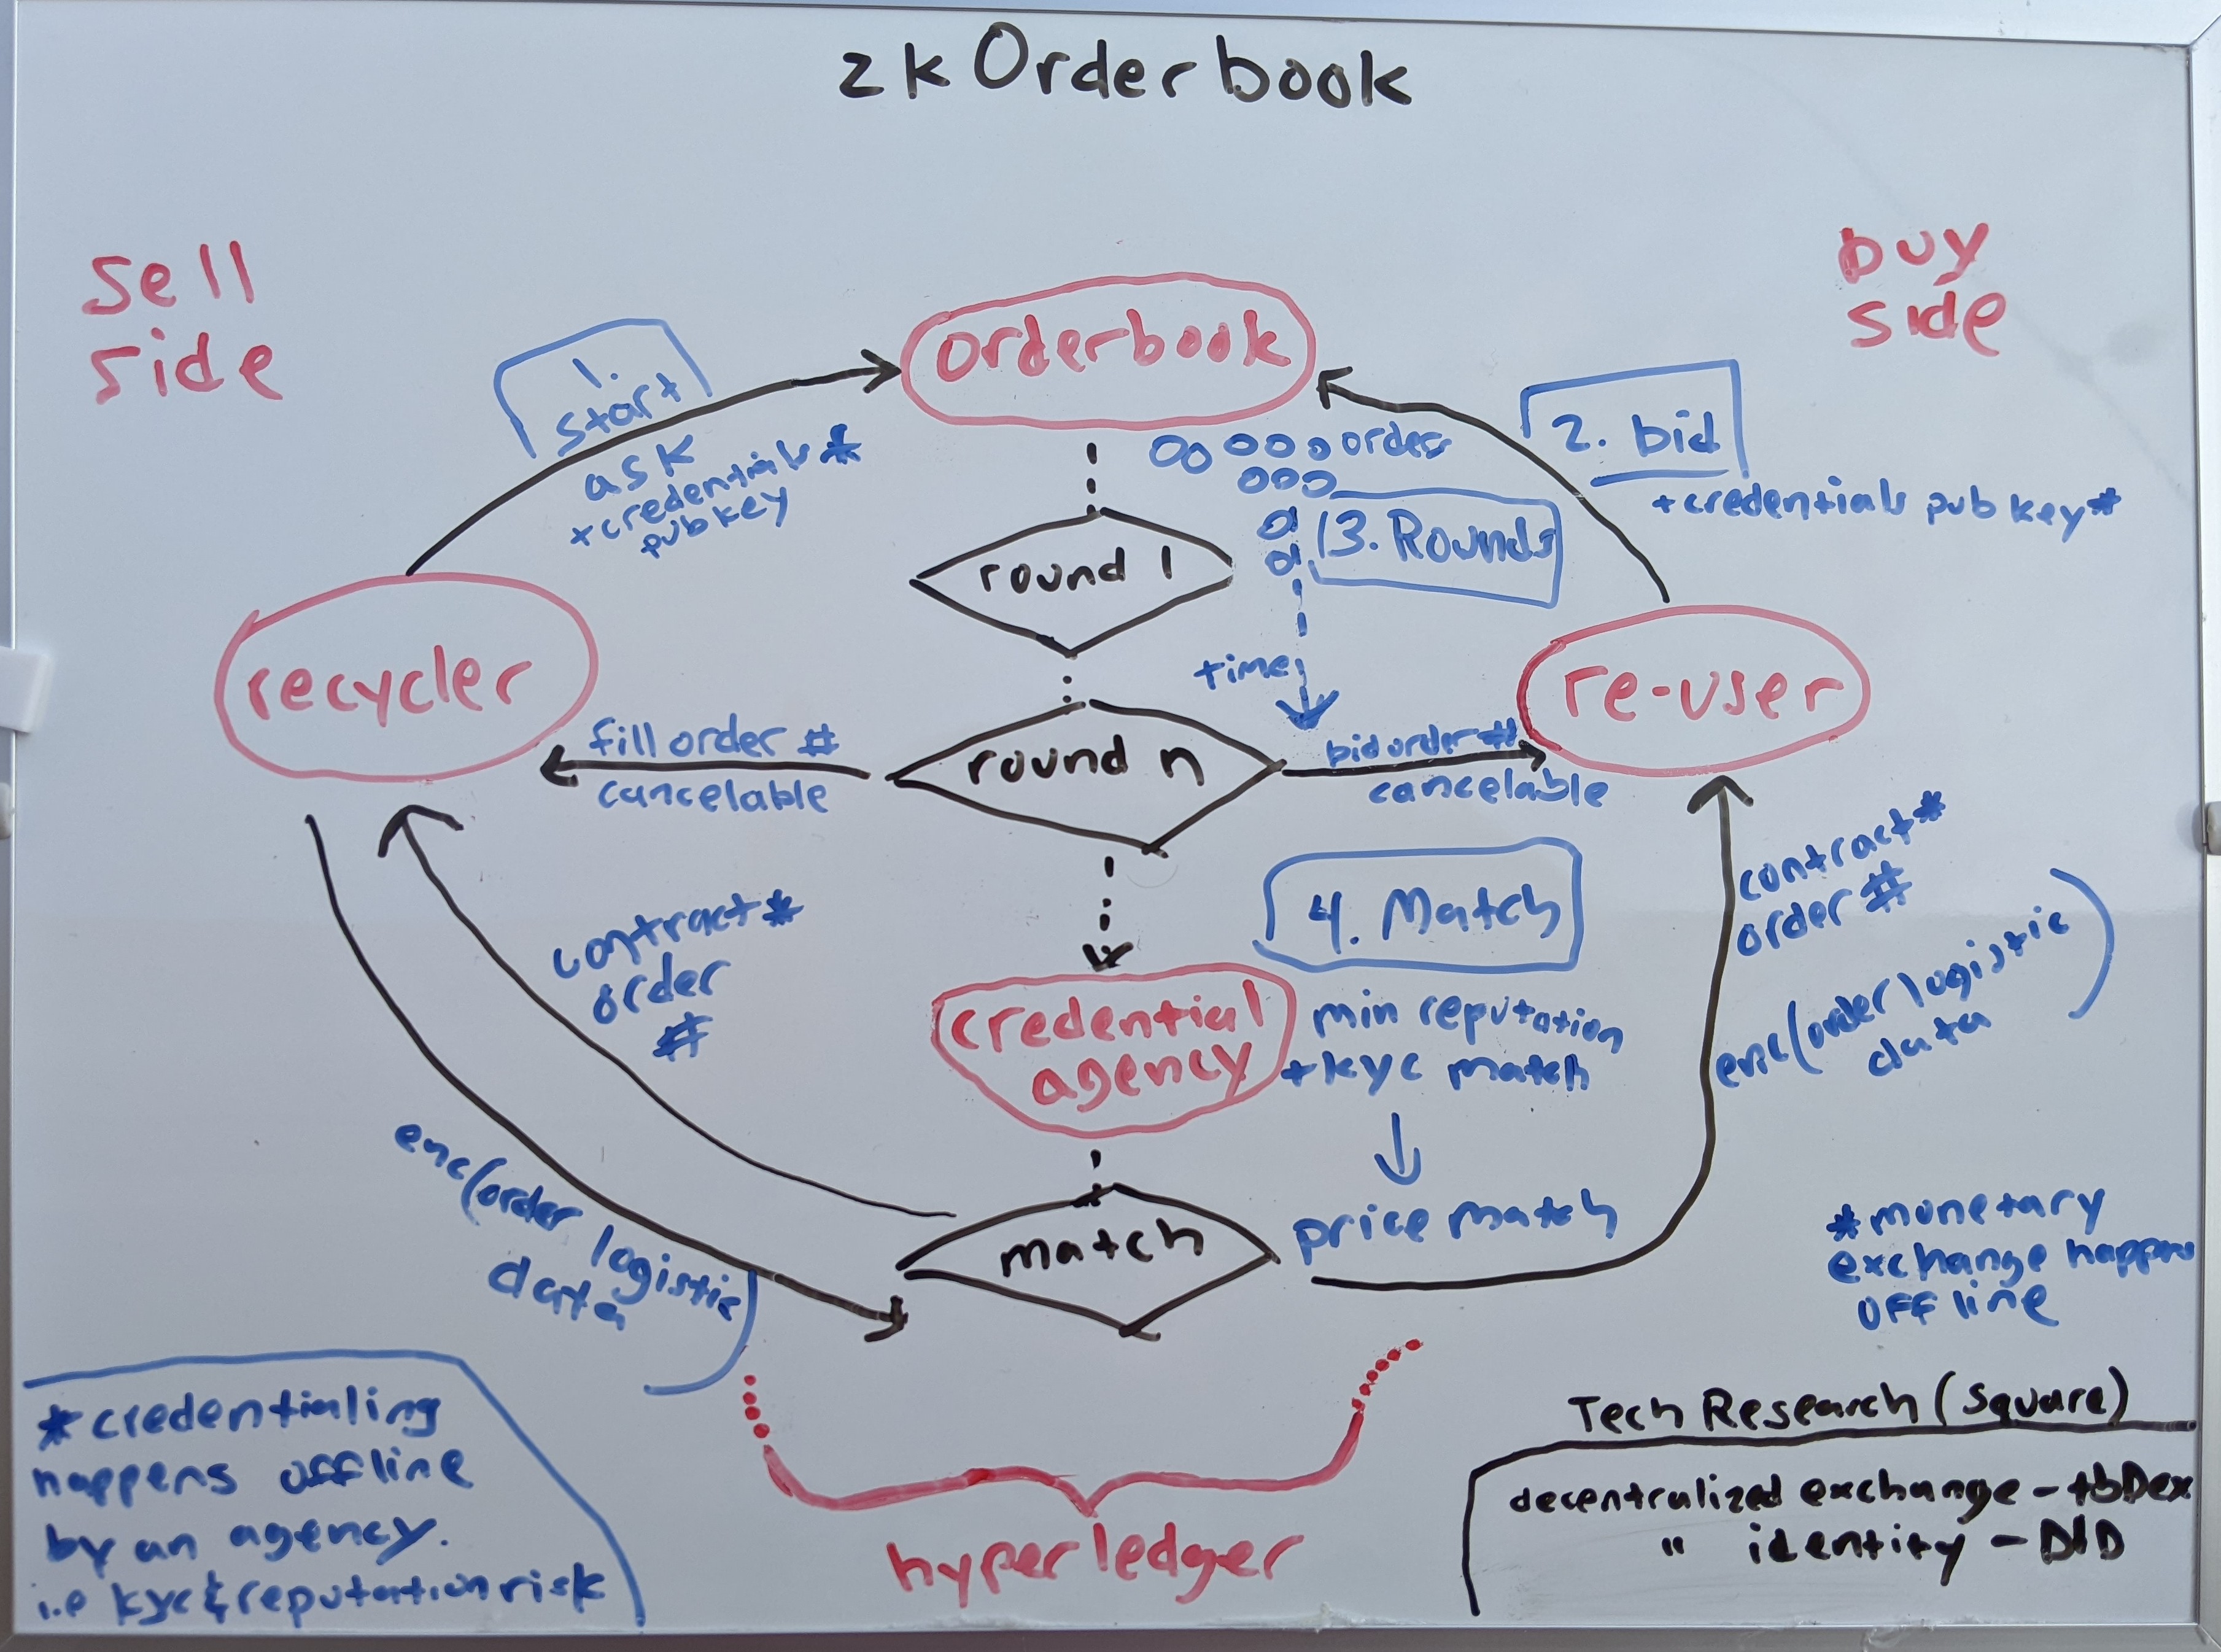 zk Orderbook
sell
side
buy
side
orderbook
1.
start
ask
+credentials*
pub key
2. bid
+credentials pub key*
orders
3. Rounds
round 1
time
recycler
re-user
fill order #
cancelable
round n
bid order #
cancelable
contract*
order
#
4. Match
contract*
order #
enc(order logistic
data
credential
agency
min reputation
+kyc match
price match
match
enc(order logistic
data
*monetary
exchange happens
offline
*credentialing
happens offline
by an agency.
i.e kyc & reputation risk
hyperledger
Tech Research (Square)
decentralized exchange - tbDex
" identity - DID